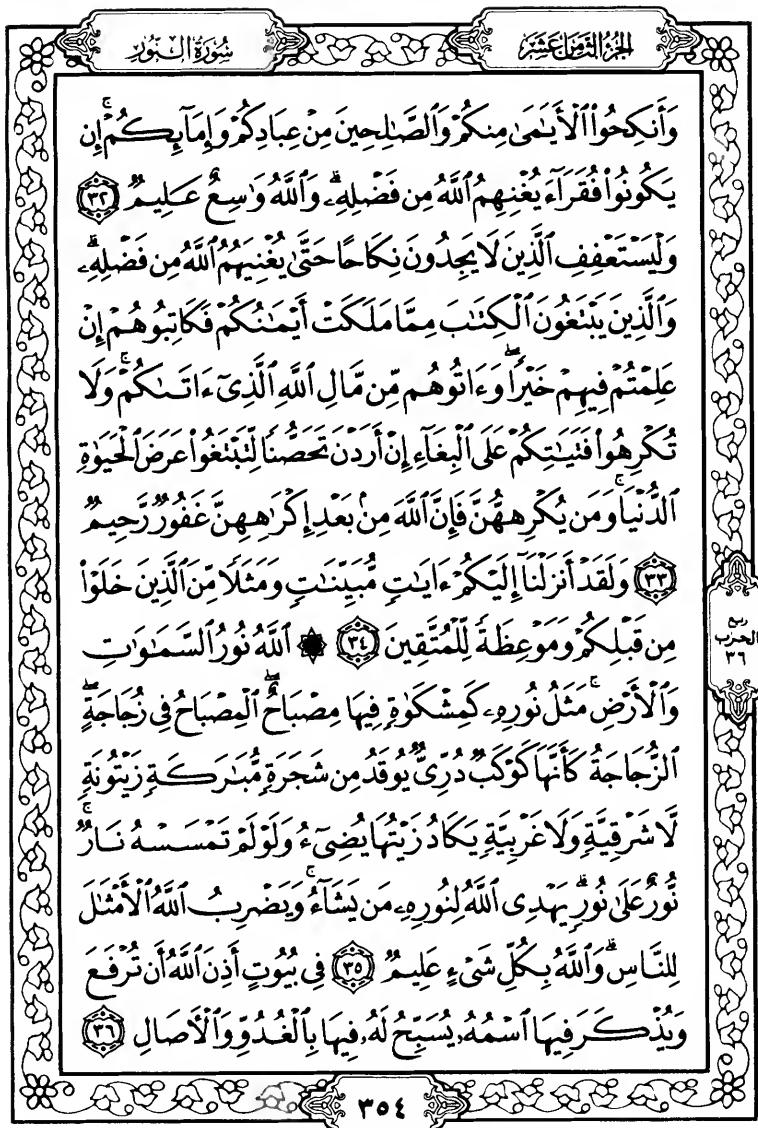 الجزء الثامن عشر
سورة النور
وَأَنكِحُوا۟ ٱلْأَيَـٰمَىٰ مِنكُمْ وَٱلصَّـٰلِحِينَ مِنْ عِبَادِكُمْ وَإِمَآئِكُمْ ۚ إِن
يَكُونُوا۟ فُقَرَآءَ يُغْنِهِمُ ٱللَّهُ مِن فَضْلِهِۦ ۗ وَٱللَّهُ وَٰسِعٌ عَلِيمٌ ٣٢
وَلْيَسْتَعْفِفِ ٱلَّذِينَ لَا يَجِدُونَ نِكَاحًا حَتَّىٰ يُغْنِيَهُمُ ٱللَّهُ مِن فَضْلِهِۦ ۗ
وَٱلَّذِينَ يَبْتَغُونَ ٱلْكِتَـٰبَ مِمَّا مَلَكَتْ أَيْمَـٰنُكُمْ فَكَاتِبُوهُمْ إِنْ
عَلِمْتُمْ فِيهِمْ خَيْرًا ۖ وَءَاتُوهُم مِّن مَّالِ ٱللَّهِ ٱلَّذِىٓ ءَاتَىٰكُمْ ۚ وَلَا
تُكْرِهُوا۟ فَتَيَـٰتِكُمْ عَلَى ٱلْبِغَآءِ إِنْ أَرَدْنَ تَحَصُّنًا لِّتَبْتَغُوا۟ عَرَضَ ٱلْحَيَوٰةِ
ٱلدُّنْيَا ۚ وَمَن يُكْرِههُّنَّ فَإِنَّ ٱللَّهَ مِنۢ بَعْدِ إِكْرَٰهِهِنَّ غَفُورٌ رَّحِيمٌ
٣٣ وَلَقَدْ أَنزَلْنَآ إِلَيْكُمْ ءَايَـٰتٍ مُّبَيِّنَـٰتٍ وَمَثَلًا مِّنَ ٱلَّذِينَ خَلَوْا۟
مِن قَبْلِكُمْ وَمَوْعِظَةً لِّلْمُتَّقِينَ ٣٤ ۞ ٱللَّهُ نُورُ ٱلسَّمَـٰوَٰتِ
وَٱلْأَرْضِ ۚ مَثَلُ نُورِهِۦ كَمِشْكَوٰةٍ فِيهَا مِصْبَاحٌ ۖ ٱلْمِصْبَاحُ فِى زُجَاجَةٍ ۖ
ٱلزُّجَاجَةُ كَأَنَّهَا كَوْكَبٌ دُرِّىٌّ يُوقَدُ مِن شَجَرَةٍ مُّبَـٰرَكَةٍ زَيْتُونَةٍ
لَّا شَرْقِيَّةٍ وَلَا غَرْبِيَّةٍ يَكَادُ زَيْتُهَا يُضِىٓءُ وَلَوْ لَمْ تَمْسَسْهُ نَارٌ ۚ
نُّورٌ عَلَىٰ نُورٍ ۗ يَهْدِى ٱللَّهُ لِنُورِهِۦ مَن يَشَآءُ ۚ وَيَضْرِبُ ٱللَّهُ ٱلْأَمْثَـٰلَ
لِلنَّاسِ ۗ وَٱللَّهُ بِكُلِّ شَىْءٍ عَلِيمٌ ٣٥ فِى بُيُوتٍ أَذِنَ ٱللَّهُ أَن تُرْفَعَ
وَيُذْكَرَ فِيهَا ٱسْمُهُۥ يُسَبِّحُ لَهُۥ فِيهَا بِٱلْغُدُوِّ وَٱلْـَٔاصَالِ ٣٦
ربع
الحزب
٣٦
٣٥٤